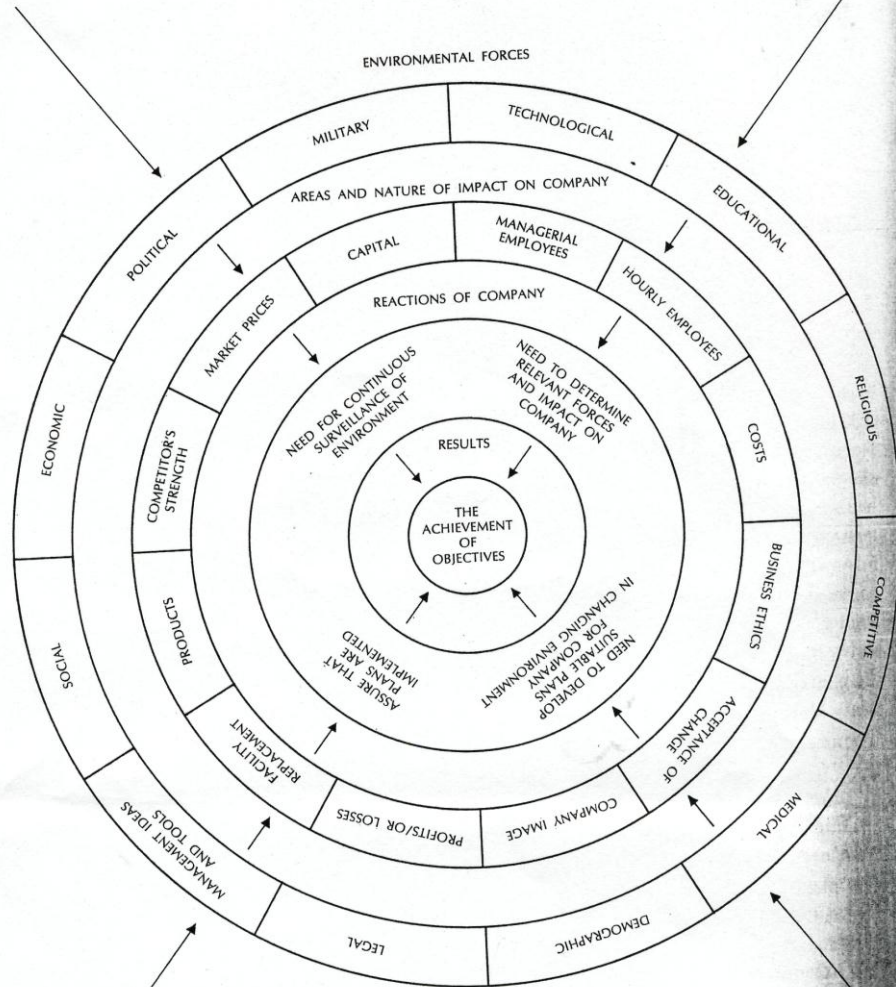 ENVIRONMENTAL FORCES
MILITARY
TECHNOLOGICAL
EDUCATIONAL
RELIGIOUS
COMPETITIVE
MEDICAL
DEMOGRAPHIC
LEGAL
MANAGEMENT IDEAS
AND TOOLS
SOCIAL
ECONOMIC
POLITICAL
AREAS AND NATURE OF IMPACT ON COMPANY
CAPITAL
MANAGERIAL
EMPLOYEES
HOURLY EMPLOYEES
COSTS
BUSINESS ETHICS
ACCEPTANCE OF
CHANGE
COMPANY IMAGE
PROFITS/OR LOSSES
FACILITY
REPLACEMENT
PRODUCTS
COMPETITOR'S
STRENGTH
MARKET PRICES
REACTIONS OF COMPANY
NEED FOR CONTINUOUS
SURVEILLANCE OF
ENVIRONMENT
NEED TO DETERMINE
RELEVANT FORCES
AND IMPACT ON
COMPANY
NEED TO DEVELOP
SUITABLE PLANS
FOR COMPANY
IN CHANGING ENVIRONMENT
ASSURE THAT
PLANS ARE
IMPLEMENTED
RESULTS
THE
ACHIEVEMENT
OF
OBJECTIVES